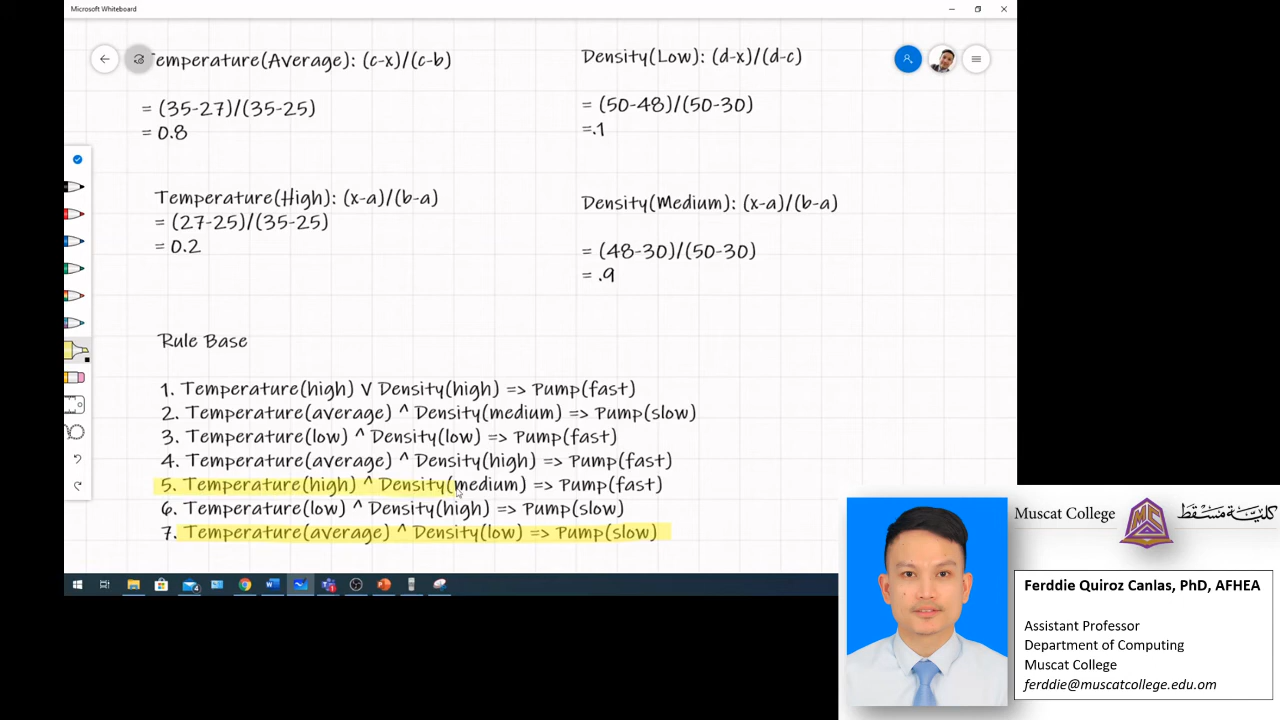 Microsoft Whiteboard
Temperature(Average): (c-x)/(c-b)
= (35-27)/(35-25)
= 0.8
Density(Low): (d-x)/(d-c)
= (50-48)/(50-30)
=.1
Temperature(High): (x-a)/(b-a)
= (27-25)/(35-25)
= 0.2
Density(Medium): (x-a)/(b-a)
= (48-30)/(50-30)
= .9
Rule Base
1. Temperature(high) V Density(high) => Pump(fast)
2. Temperature(average) ^ Density(medium) => Pump(slow)
3. Temperature(low) ^ Density(low) => Pump(fast)
4. Temperature(average) ^ Density(high) => Pump(fast)
5. Temperature(high) ^ Density(medium) => Pump(fast)
6. Temperature(low) ^ Density(high) => Pump(slow)
7. Temperature(average) ^ Density(low) => Pump(slow)
Muscat College
MC
كليّة مسقط
Ferddie Quiroz Canlas, PhD, AFHEA
Assistant Professor
Department of Computing
Muscat College
ferddie@muscatcollege.edu.om